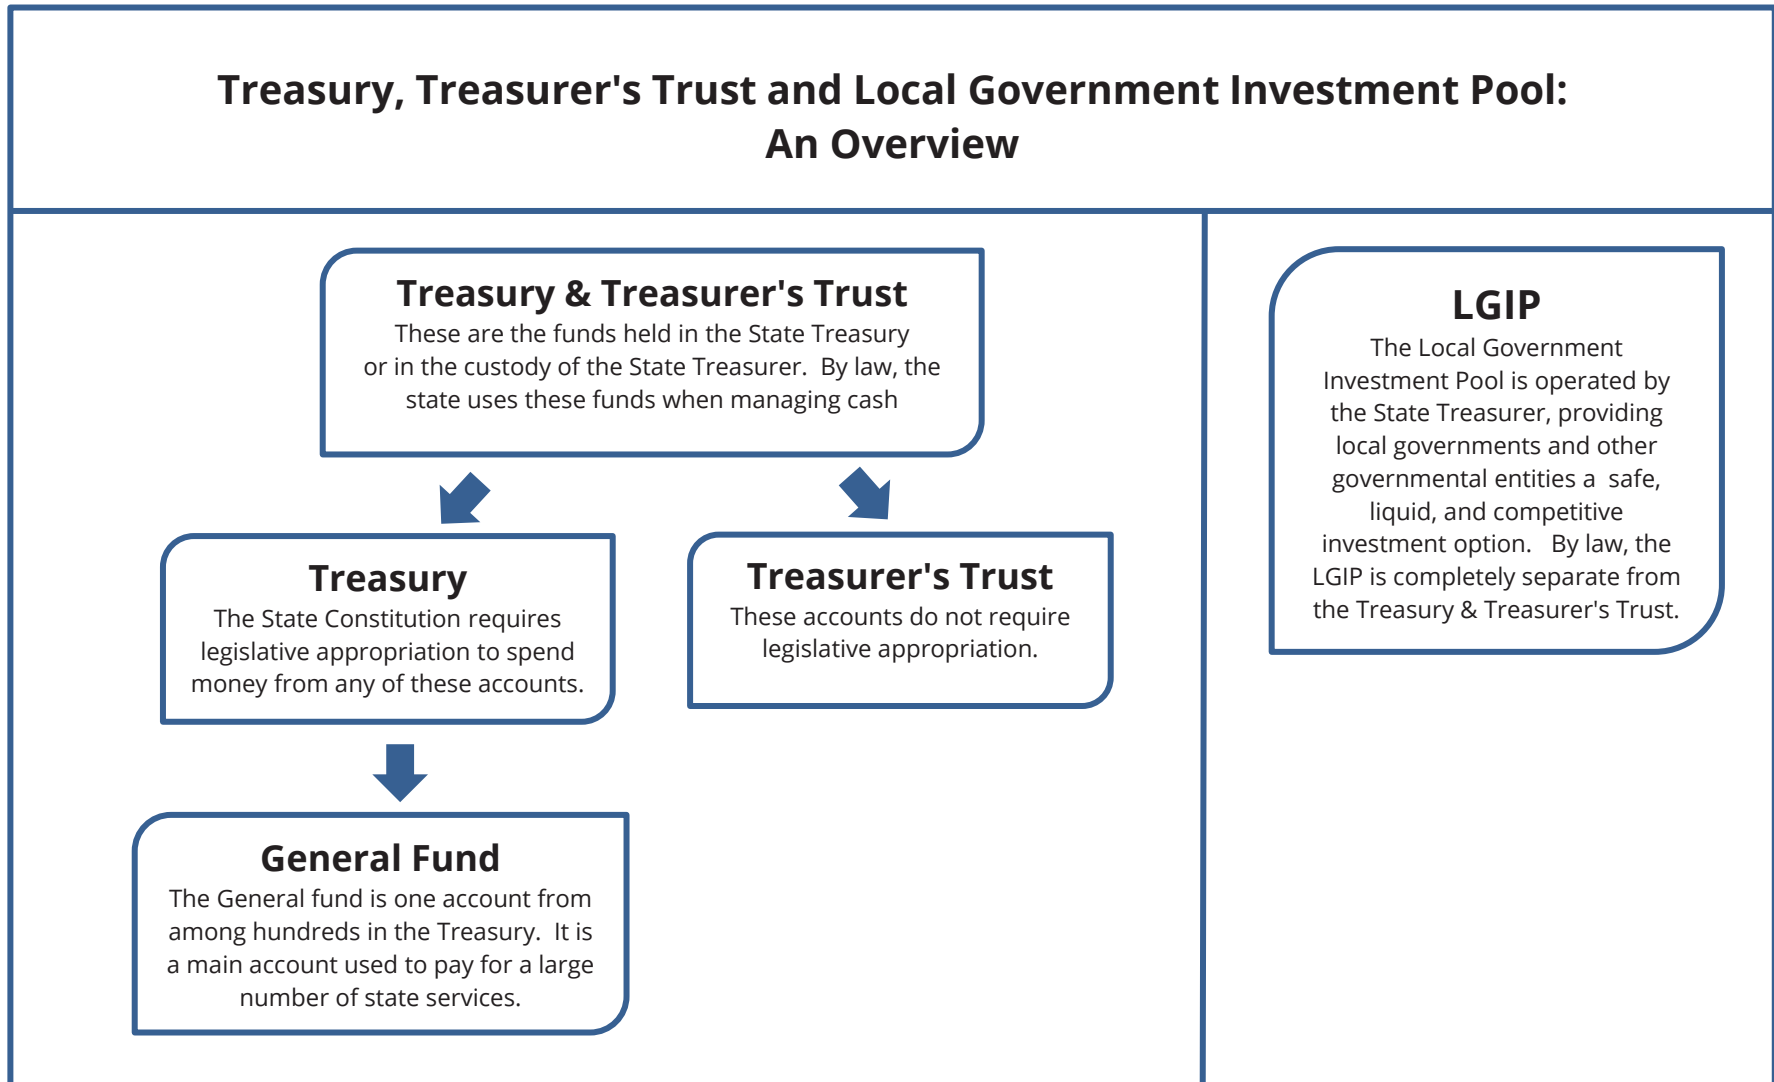 Treasury, Treasurer's Trust and Local Government Investment Pool:
An Overview
Treasury & Treasurer's Trust
These are the funds held in the State Treasury
or in the custody of the State Treasurer.  By law, the
state uses these funds when managing cash
Treasury
The State Constitution requires
legislative appropriation to spend
money from any of these accounts.
Treasurer's Trust
These accounts do not require
legislative appropriation.
General Fund
The General fund is one account from
among hundreds in the Treasury.  It is
a main account used to pay for a large
number of state services.
LGIP
The Local Government
Investment Pool is operated by
the State Treasurer, providing
local governments and other
governmental entities a  safe,
liquid, and competitive
investment option.   By law, the
LGIP is completely separate from
the Treasury & Treasurer's Trust.